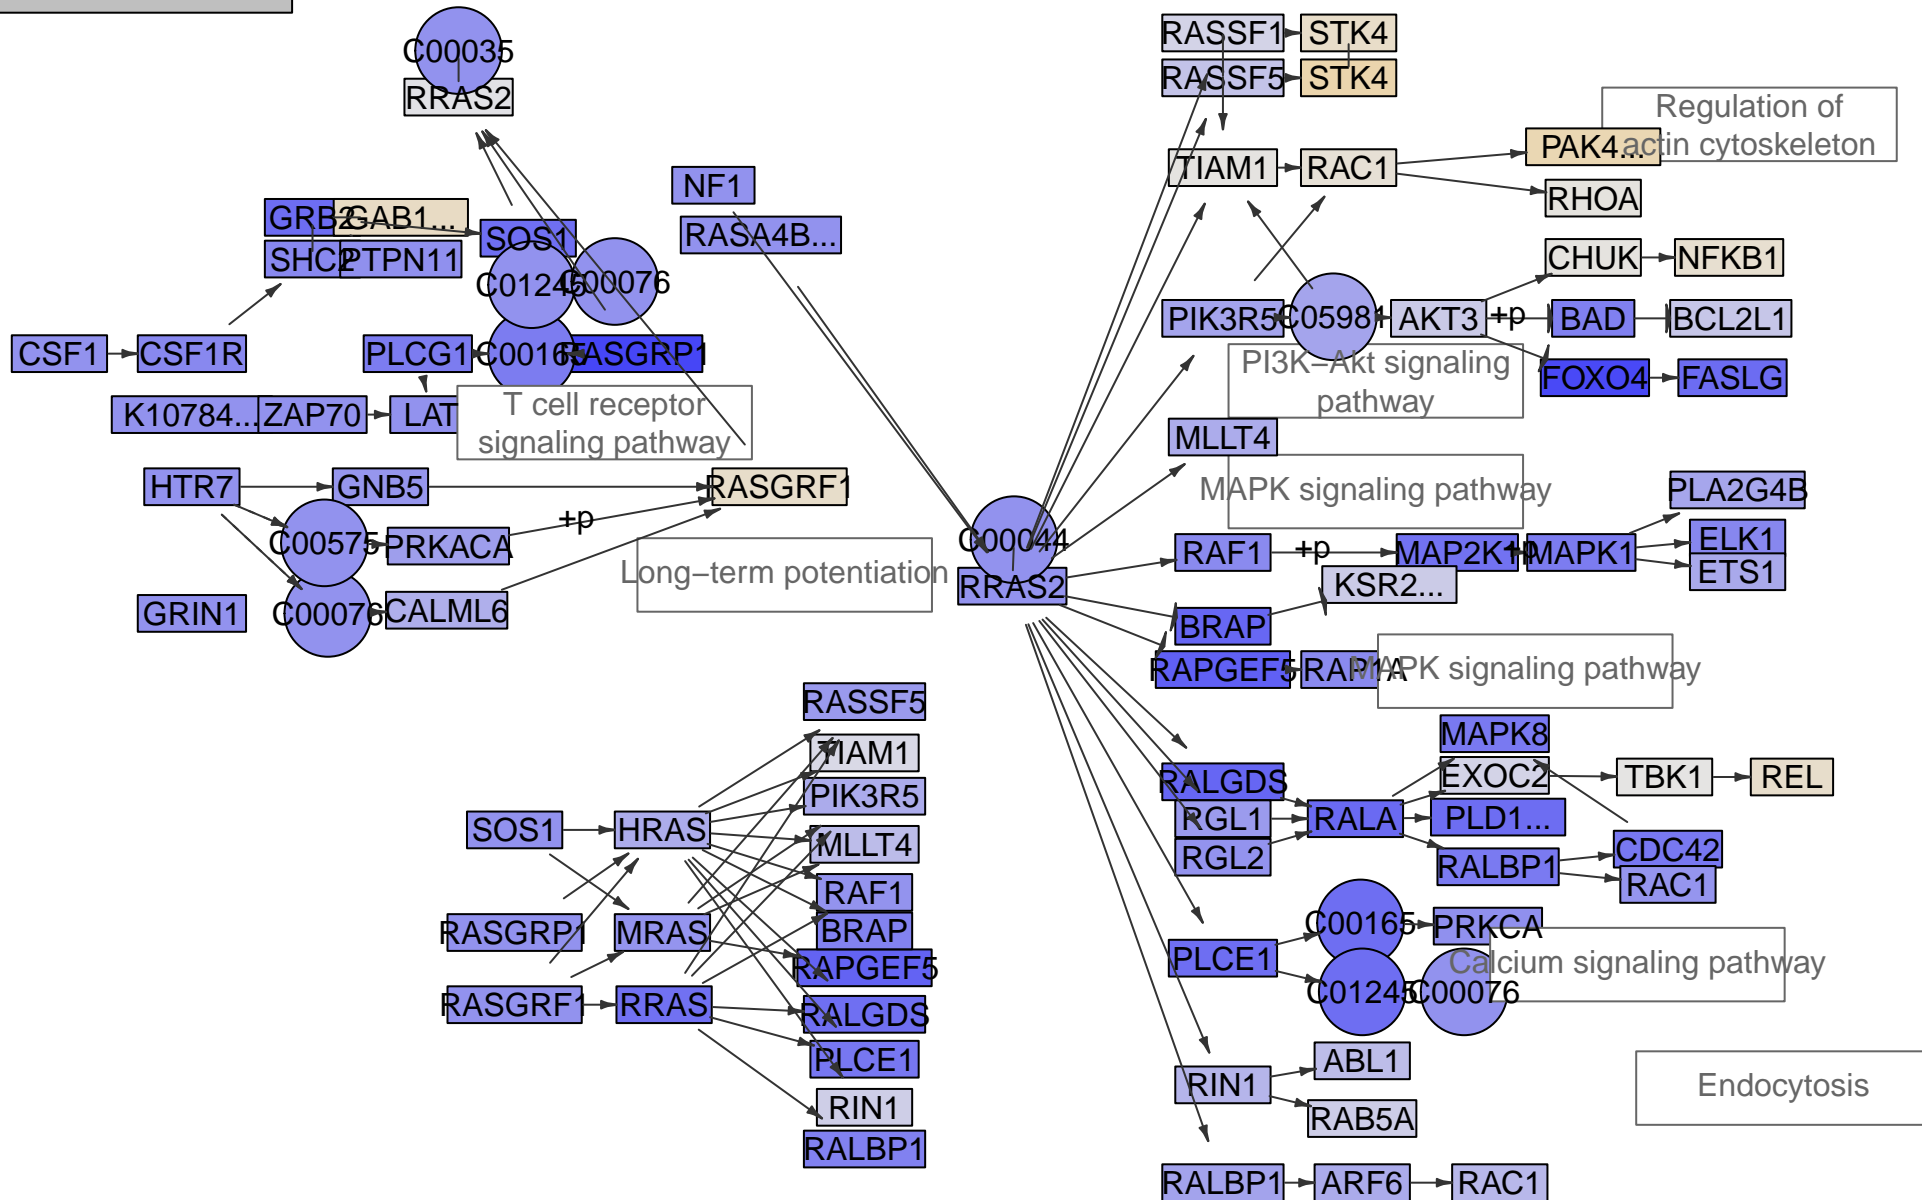 C00035
RRAS2
RASSF1
STK4
RASSF5
STK4
Regulation of
actin cytoskeleton
PAK4...
TIAM1
RAC1
RHOA
NF1
RASA4B...
GRB2
GAB1...
SHC2
PTPN11
SOS1
C01245
C00076
CHUK
NFKB1
PIK3R5
C05981
AKT3
+p
BAD
BCL2L1
CSF1
CSF1R
PLCG1
C00165
RASGRP1
PI3K–Akt signaling
pathway
FOXO4
FASLG
K10784...
ZAP70
LAT
T cell receptor
signaling pathway
MLLT4
HTR7
GNB5
RASGRF1
MAPK signaling pathway
PLA2G4B
+p
C00575
PRKACA
C00044
RRAS2
RAF1
+p
MAP2K1
+p
MAPK1
ELK1
ETS1
Long–term potentiation
KSR2...
GRIN1
C00076
CALML6
BRAP
RAPGEF5
RAP1A
MAPK signaling pathway
RASSF5
TIAM1
PIK3R5
MLLT4
RAF1
BRAP
RAPGEF5
RALGDS
PLCE1
RIN1
RALBP1
SOS1
HRAS
RASGRP1
MRAS
RASGRF1
RRAS
MAPK8
EXOC2
TBK1
REL
RALGDS
RGL1
RGL2
RALA
PLD1...
RALBP1
CDC42
RAC1
C00165
PRKCA
PLCE1
Calcium signaling pathway
C01245
C00076
ABL1
RIN1
RAB5A
Endocytosis
RALBP1
ARF6
RAC1